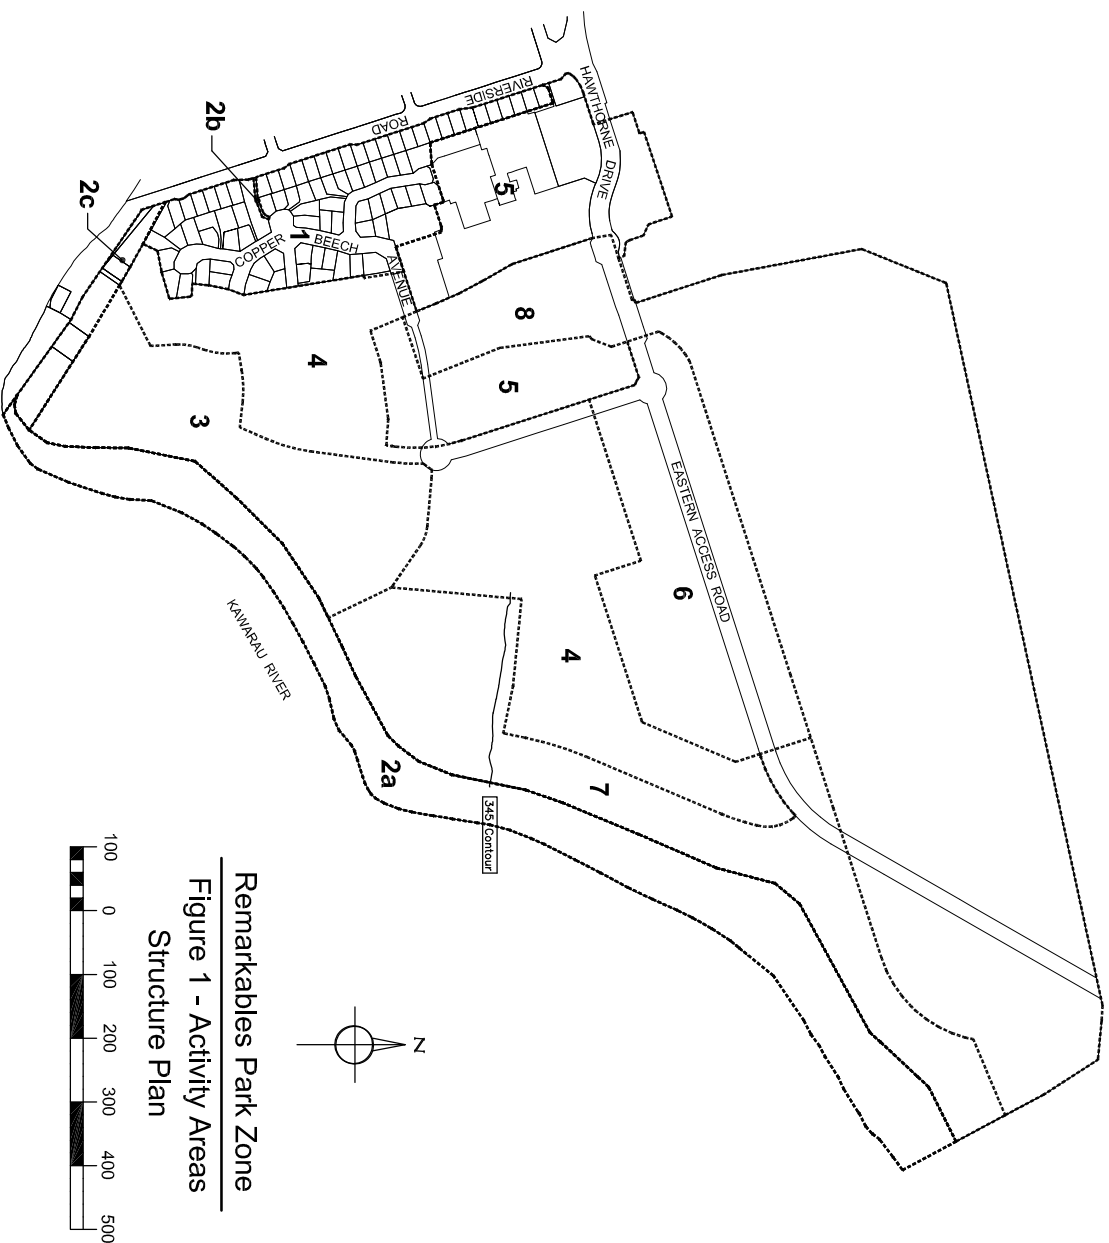 HAWTHORNE DRIVE
RIVERSIDE
ROAD
2b
2c
5
1
COPPER
BEECH
AVENUE
8
5
4
3
EASTERN ACCESS ROAD
6
4
7
2a
KAWARAU RIVER
345 Contour
N
Remarkables Park Zone
Figure 1 - Activity Areas
Structure Plan
100 0 100 200 300 400 500